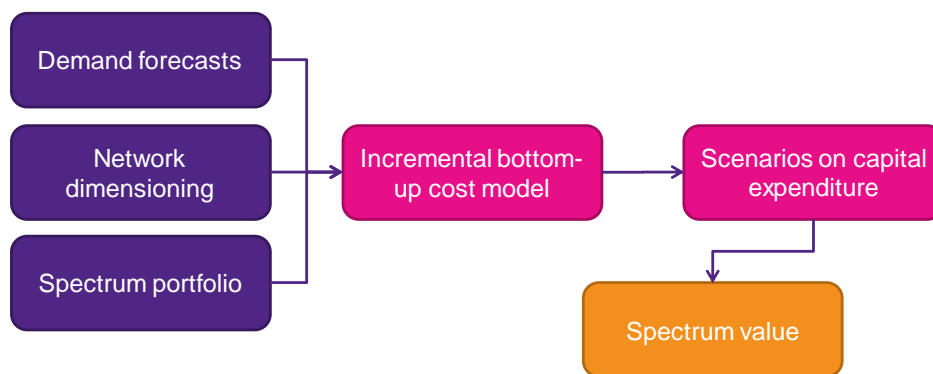 Demand forecasts
Network
dimensioning
Spectrum portfolio
Incremental bottom-
up cost model
Scenarios on capital
expenditure
Spectrum value